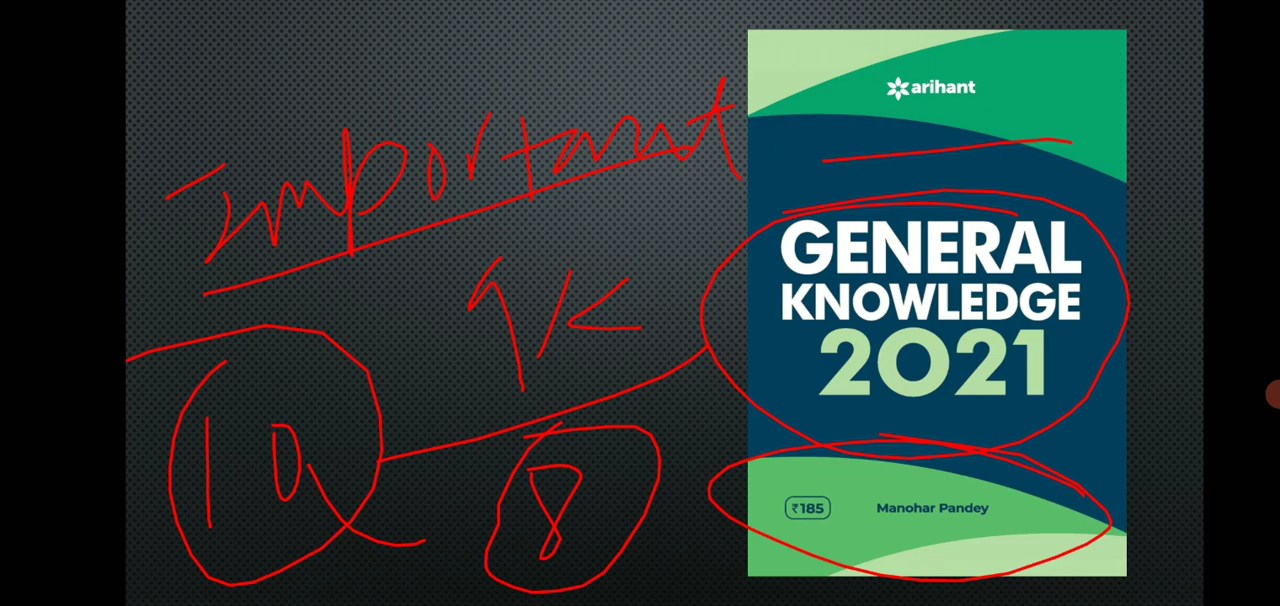 Important
GK
10
8
arihant
GENERAL
KNOWLEDGE
2021
₹185
Manohar Pandey